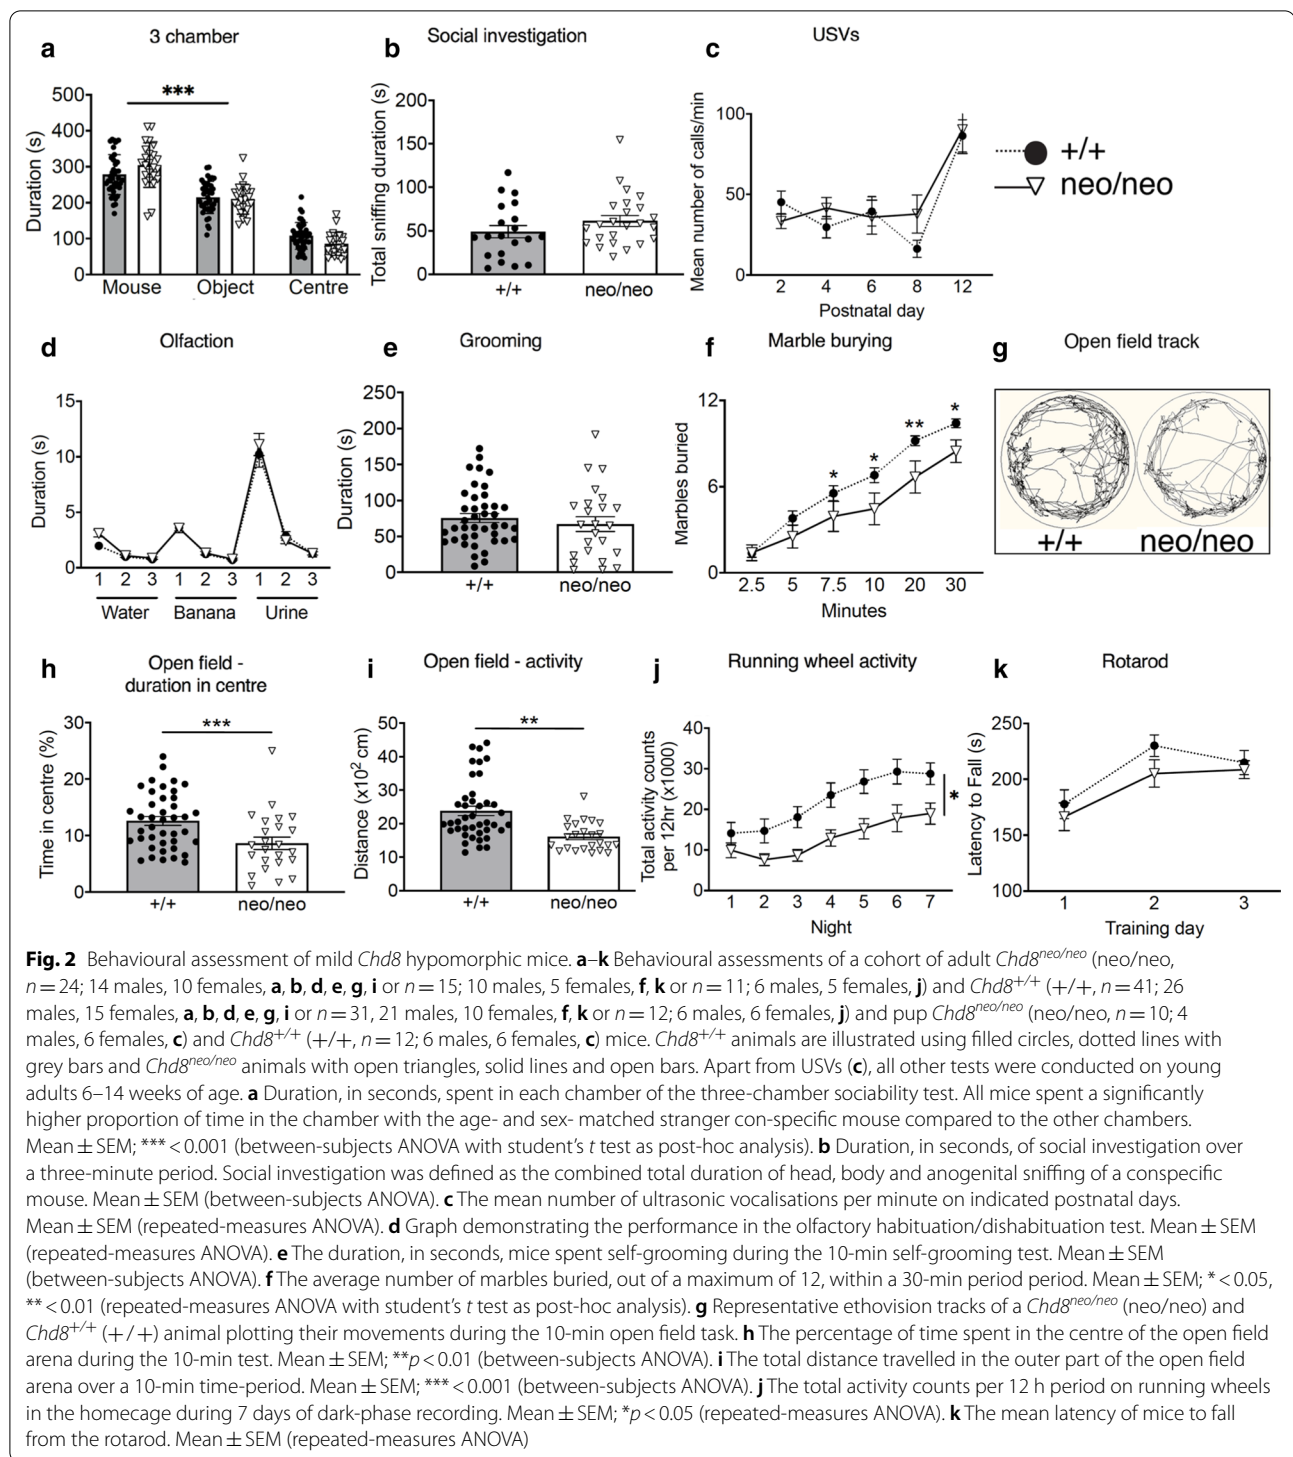 a
3 chamber
***
Duration (s)
500
400
300
200
100
0
Mouse Object Centre
b
Social investigation
Total sniffing duration (s)
200
150
100
50
0
+/+ neo/neo
c
USVs
Mean number of calls/min
100
50
0
2 4 6 8 12
Postnatal day
+/+
neo/neo
d
Olfaction
Duration (s)
15
10
5
0
1 2 3 1 2 3 1 2 3
Water Banana Urine
e
Grooming
Duration (s)
250
200
150
100
50
0
+/+ neo/neo
f
Marble burying
Marbles buried
12
6
0
* * ** *
2.5 5 7.5 10 20 30
Minutes
g
Open field track
+/+ neo/neo
h
Open field -
duration in centre
***
Time in centre (%)
30
20
10
0
+/+ neo/neo
i
Open field - activity
**
Distance (x10² cm)
50
40
30
20
10
0
+/+ neo/neo
j
Running wheel activity
Total activity counts
per 12hr (x1000)
40
30
20
10
0
*
1 2 3 4 5 6 7
Night
k
Rotarod
Latency to Fall (s)
250
200
150
100
1 2 3
Training day
Fig. 2 Behavioural assessment of mild Chd8 hypomorphic mice. a–k Behavioural assessments of a cohort of adult Chd8neo/neo (neo/neo,
n = 24; 14 males, 10 females, a, b, d, e, g, i or n = 15; 10 males, 5 females, f, k or n = 11; 6 males, 5 females, j) and Chd8+/+ (+/+, n = 41; 26
males, 15 females, a, b, d, e, g, i or n = 31, 21 males, 10 females, f, k or n = 12; 6 males, 6 females, j) and pup Chd8neo/neo (neo/neo, n = 10; 4
males, 6 females, c) and Chd8+/+ (+/+, n = 12; 6 males, 6 females, c) mice. Chd8+/+ animals are illustrated using filled circles, dotted lines with
grey bars and Chd8neo/neo animals with open triangles, solid lines and open bars. Apart from USVs (c), all other tests were conducted on young
adults 6–14 weeks of age. a Duration, in seconds, spent in each chamber of the three-chamber sociability test. All mice spent a significantly
higher proportion of time in the chamber with the age- and sex- matched stranger con-specific mouse compared to the other chambers.
Mean ± SEM; *** < 0.001 (between-subjects ANOVA with student's t test as post-hoc analysis). b Duration, in seconds, of social investigation over
a three-minute period. Social investigation was defined as the combined total duration of head, body and anogenital sniffing of a conspecific
mouse. Mean ± SEM (between-subjects ANOVA). c The mean number of ultrasonic vocalisations per minute on indicated postnatal days.
Mean ± SEM (repeated-measures ANOVA). d Graph demonstrating the performance in the olfactory habituation/dishabituation test. Mean ± SEM
(repeated-measures ANOVA). e The duration, in seconds, mice spent self-grooming during the 10-min self-grooming test. Mean ± SEM
(between-subjects ANOVA). f The average number of marbles buried, out of a maximum of 12, within a 30-min period period. Mean ± SEM; * < 0.05,
** < 0.01 (repeated-measures ANOVA with student's t test as post-hoc analysis). g Representative ethovision tracks of a Chd8neo/neo (neo/neo) and
Chd8+/+ (+/+) animal plotting their movements during the 10-min open field task. h The percentage of time spent in the centre of the open field
arena during the 10-min test. Mean ± SEM; **p < 0.01 (between-subjects ANOVA). i The total distance travelled in the outer part of the open field
arena over a 10-min time-period. Mean ± SEM; *** < 0.001 (between-subjects ANOVA). j The total activity counts per 12 h period on running wheels
in the homecage during 7 days of dark-phase recording. Mean ± SEM; *p < 0.05 (repeated-measures ANOVA). k The mean latency of mice to fall
from the rotarod. Mean ± SEM (repeated-measures ANOVA)